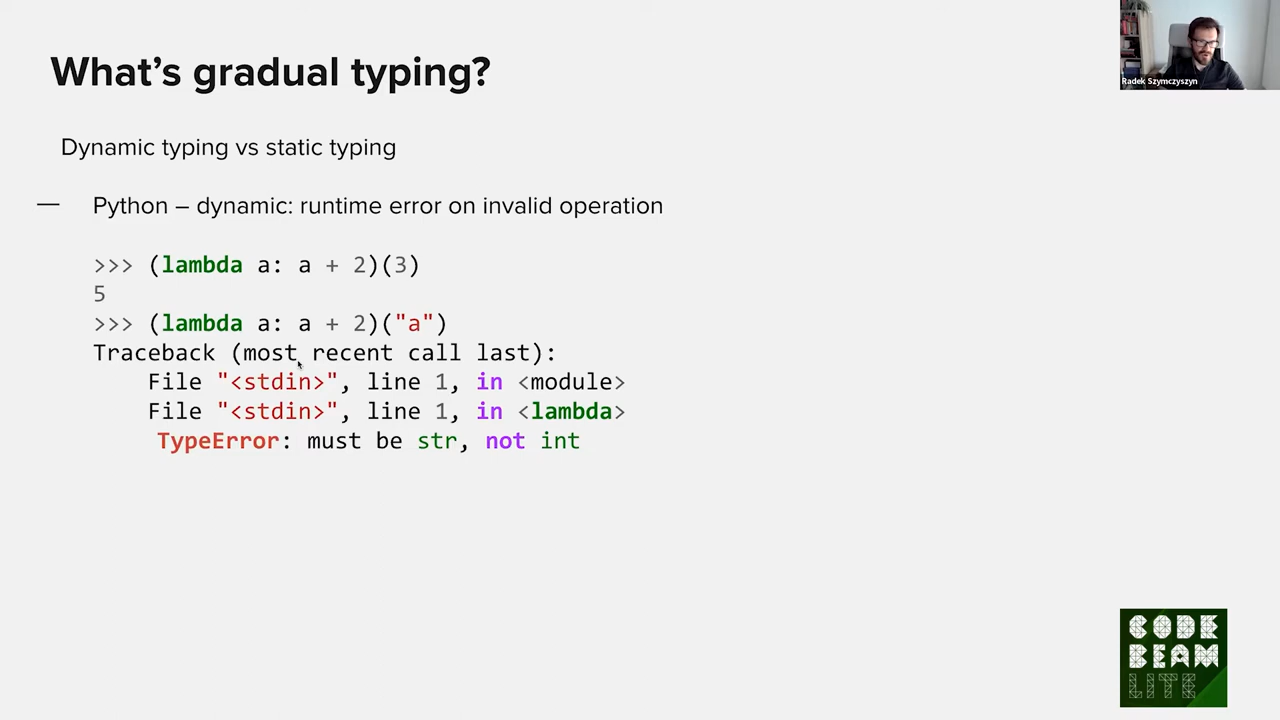 What's gradual typing?
Radek Szymczyszyn
Dynamic typing vs static typing
— Python – dynamic: runtime error on invalid operation
>>> (lambda a: a + 2)(3)
5
>>> (lambda a: a + 2)("a")
Traceback (most recent call last):
File "<stdin>", line 1, in <module>
File "<stdin>", line 1, in <lambda>
TypeError: must be str, not int
CODE
BEAM
LITE